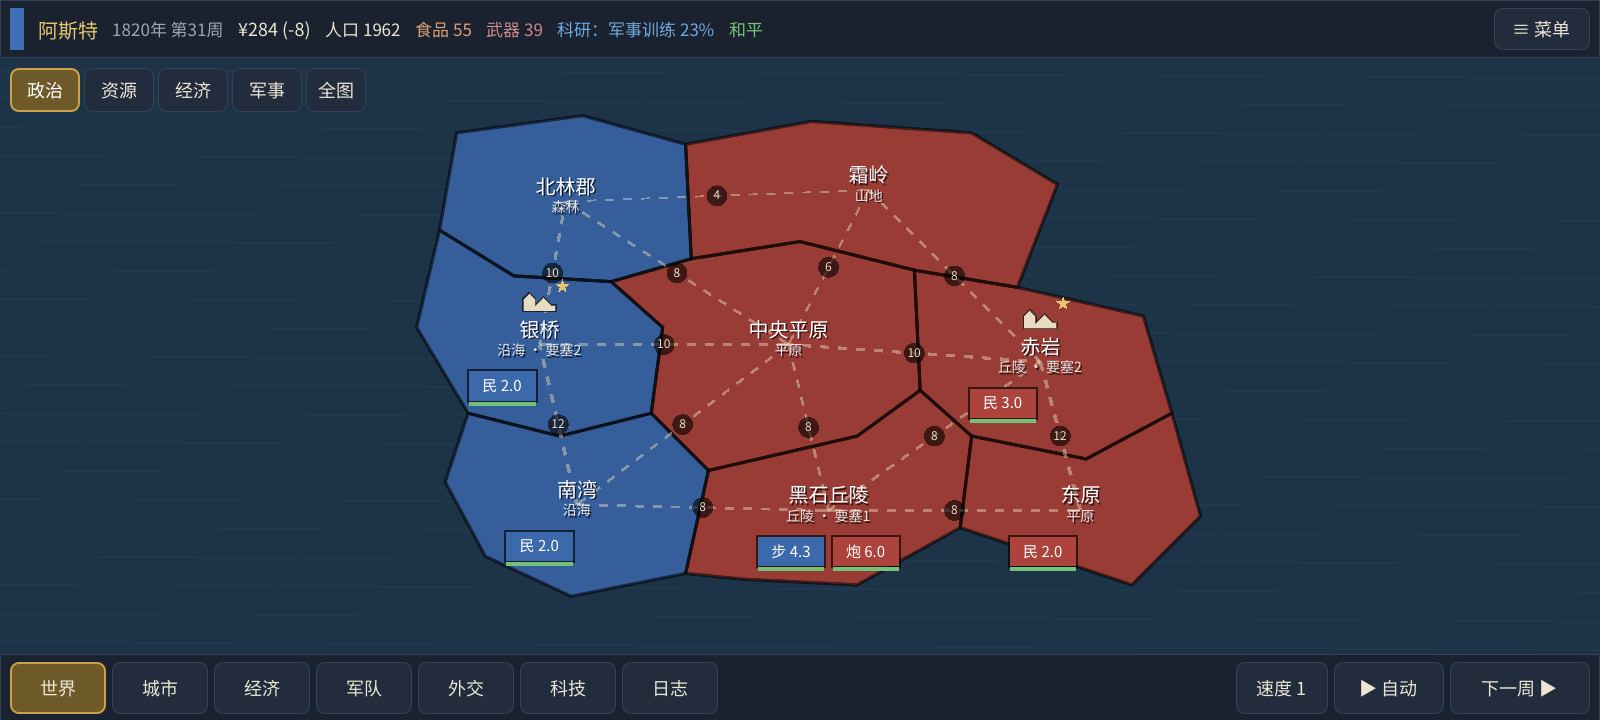 阿斯特 1820年 第31周 ¥284 (-8) 人口 1962 食品 55 武器 39 科研：军事训练 23% 和平 ≡ 菜单
政治 资源 经济 军事 全图
霜岭
山地
北林郡
森林
4
6
10
8
8
银桥
沿海 · 要塞2
中央平原
平原
赤岩
丘陵 · 要塞2
10
10
民 2.0
民 3.0
12
8
8
8
12
南湾
沿海
黑石丘陵
丘陵 · 要塞1
东原
平原
8
8
民 2.0
步 4.3
炮 6.0
民 2.0
世界 城市 经济 军队 外交 科技 日志 速度 1 ▶ 自动 下一周 ▶